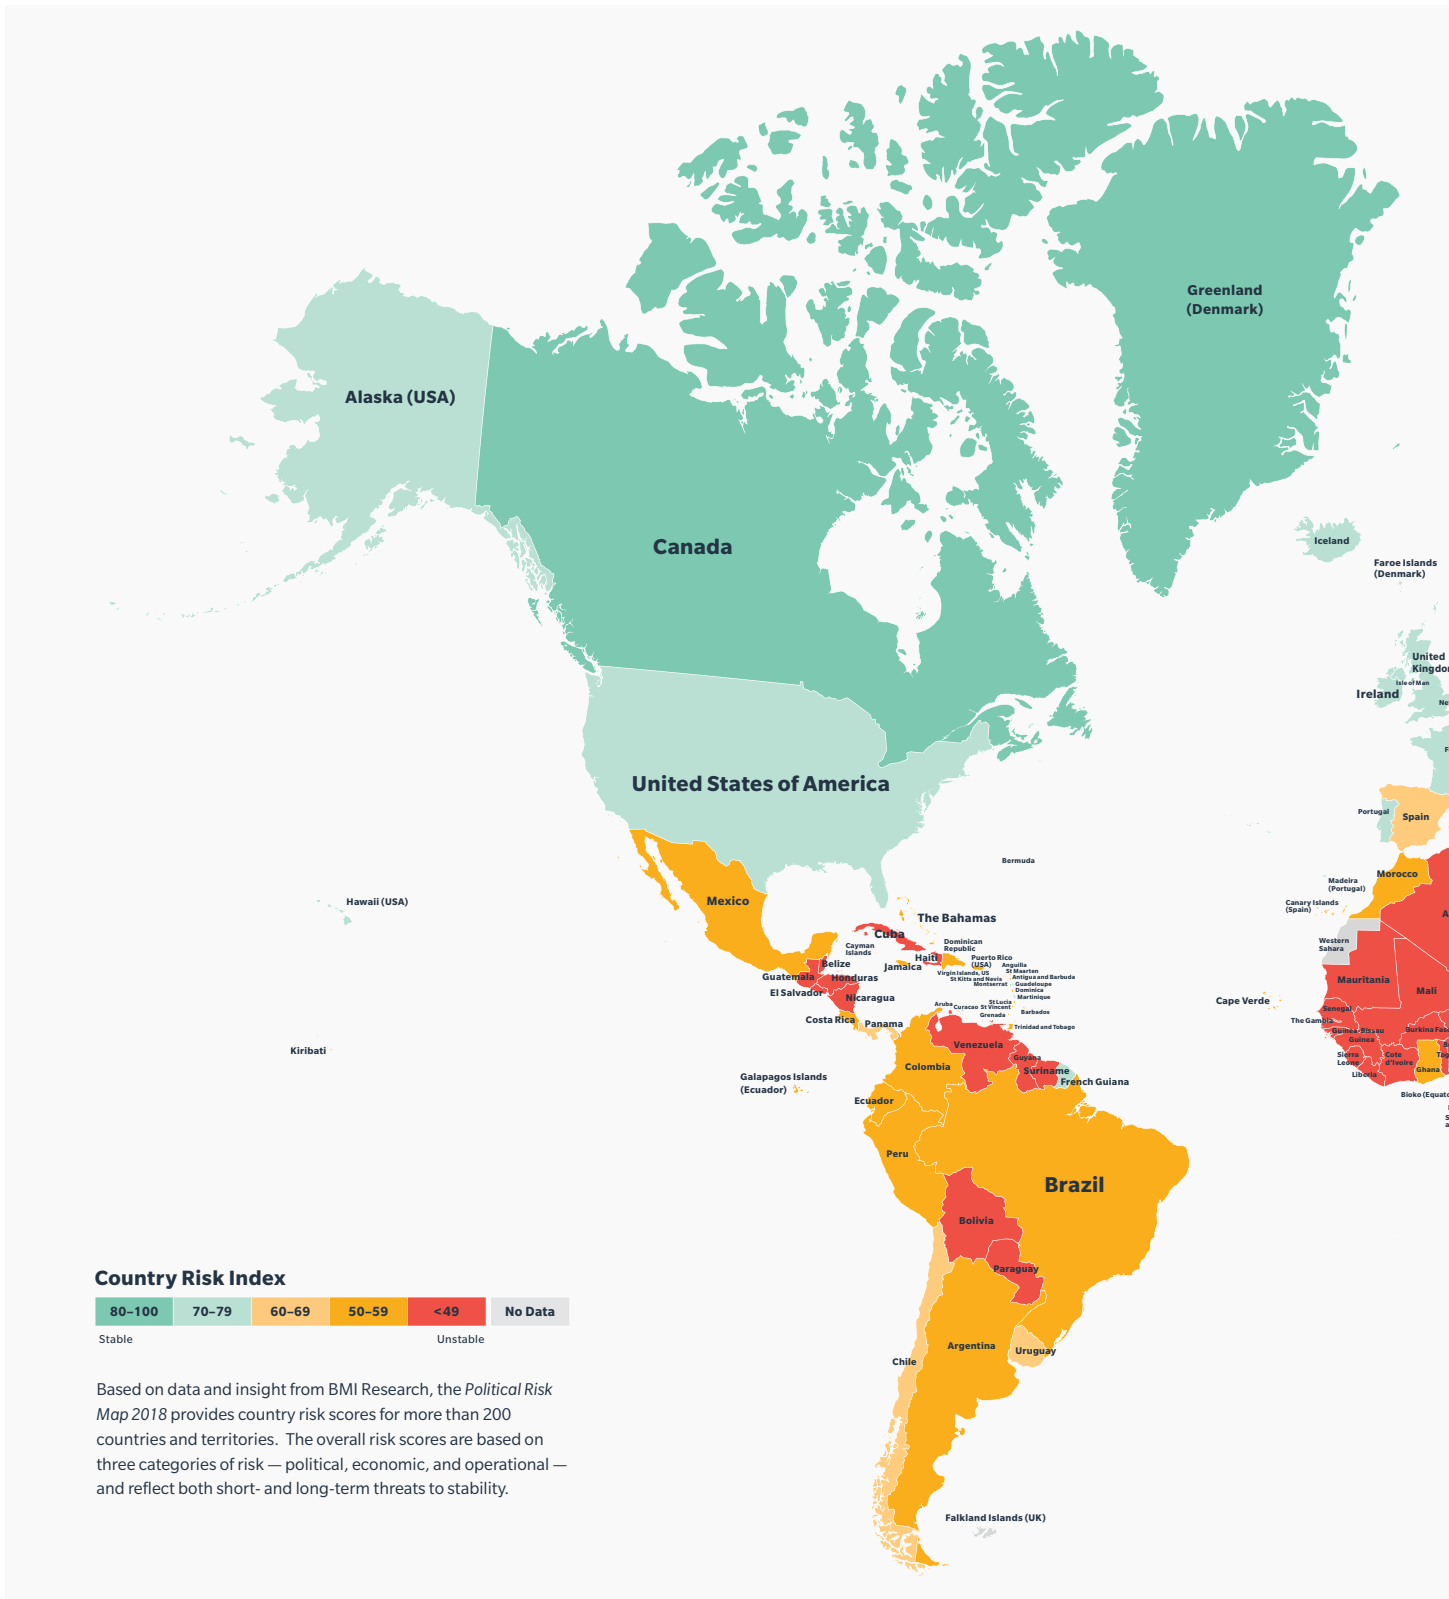 Greenland
(Denmark)
Alaska (USA)
Canada
Iceland
Faroe Islands
(Denmark)
United
Kingdo
Isle of Man
Ireland
Ne
F
United States of America
Portugal
Spain
Bermuda
Morocco
Madeira
(Portugal)
Mexico
Hawaii (USA)
Canary Islands
(Spain)
A
The Bahamas
Cuba
Western
Sahara
Cayman
Islands
Dominican
Republic
Haiti
Puerto Rico
(USA)
Belize
Jamaica
Anguilla
St Maarten
Virgin Islands, US
Guatemala
Honduras
St Kitts and Nevis
Antigua and Barbuda
Montserrat
Guadeloupe
Mauritania
Dominica
Mali
El Salvador
Nicaragua
Martinique
Cape Verde
Aruba
Curacao
St Lucia
St Vincent
Senegal
Grenada
Barbados
Costa Rica
Panama
The Gambia
Trinidad and Tobago
Guinea-Bissau
Burkina Faso
Guinea
Venezuela
B
Kiribati
Sierra
Leone
Cote
d'Ivoire
Tog
Guyana
Colombia
Suriname
Ghana
Liberia
Galapagos Islands
(Ecuador)
French Guiana
Ecuador
Bioko (Equato
S
a
Peru
Brazil
Bolivia
Paraguay
Country Risk Index
80–100
70–79
60–69
50–59
<49
No Data
Stable
Unstable
Argentina
Uruguay
Chile
Based on data and insight from BMI Research, the Political Risk
Map 2018 provides country risk scores for more than 200
countries and territories. The overall risk scores are based on
three categories of risk — political, economic, and operational —
and reflect both short- and long-term threats to stability.
Falkland Islands (UK)